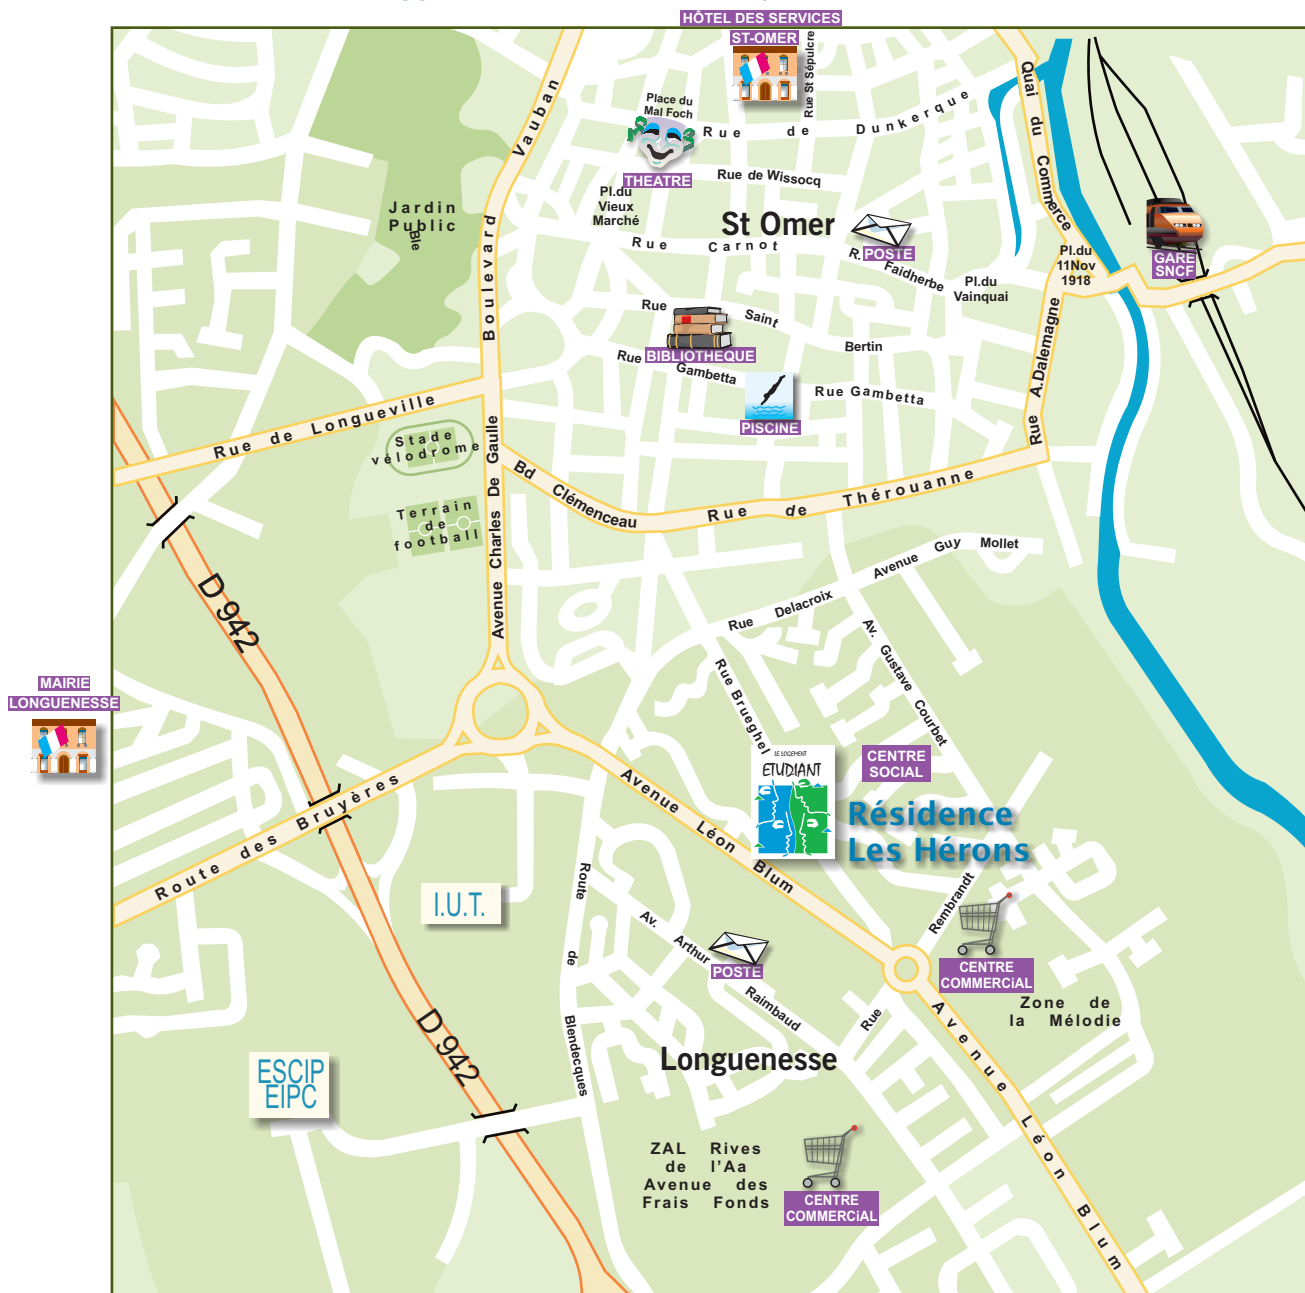 HÔTEL DES SERVICES
ST-OMER
Rue St Sépulcre
Quai du Commerce
Boulevard Vauban
Place du
Mal Foch
Rue de Dunkerque
THEATRE
Rue de Wissocq
Pl.du
Vieux
Marché
Jardin
Public
Ble
St Omer
POSTE
Rue Carnot
R. Faidherbe
Pl.du
Vainquai
Pl.du
11Nov
1918
GARE
SNCF
Rue Saint Bertin
BIBLIOTHEQUE
Rue Gambetta
Rue Gambetta
PISCINE
Rue A.Dalemagne
Rue de Longueville
Stade
vélodrome
Avenue Charles De Gaulle
Bd Clémenceau
Rue de Thérouanne
Terrain
de
football
D 942
Avenue Guy Mollet
Rue Delacroix
Av. Gustave Courbet
Rue Brueghel
MAIRIE
LONGUENESSE
LE LOGEMENT
ETUDIANT
CENTRE
SOCIAL
Résidence
Les Hérons
Route des Bruyères
Avenue Léon Blum
I.U.T.
Route de Blendecques
Av. Arthur Raimbaud
POSTE
Rue Rembrandt
CENTRE
COMMERCiAL
Zone de
la Mélodie
D 942
Longuenesse
ESCIP
EIPC
Avenue Léon Blum
ZAL Rives
de l'Aa
Avenue des
Frais Fonds
CENTRE
COMMERCiAL